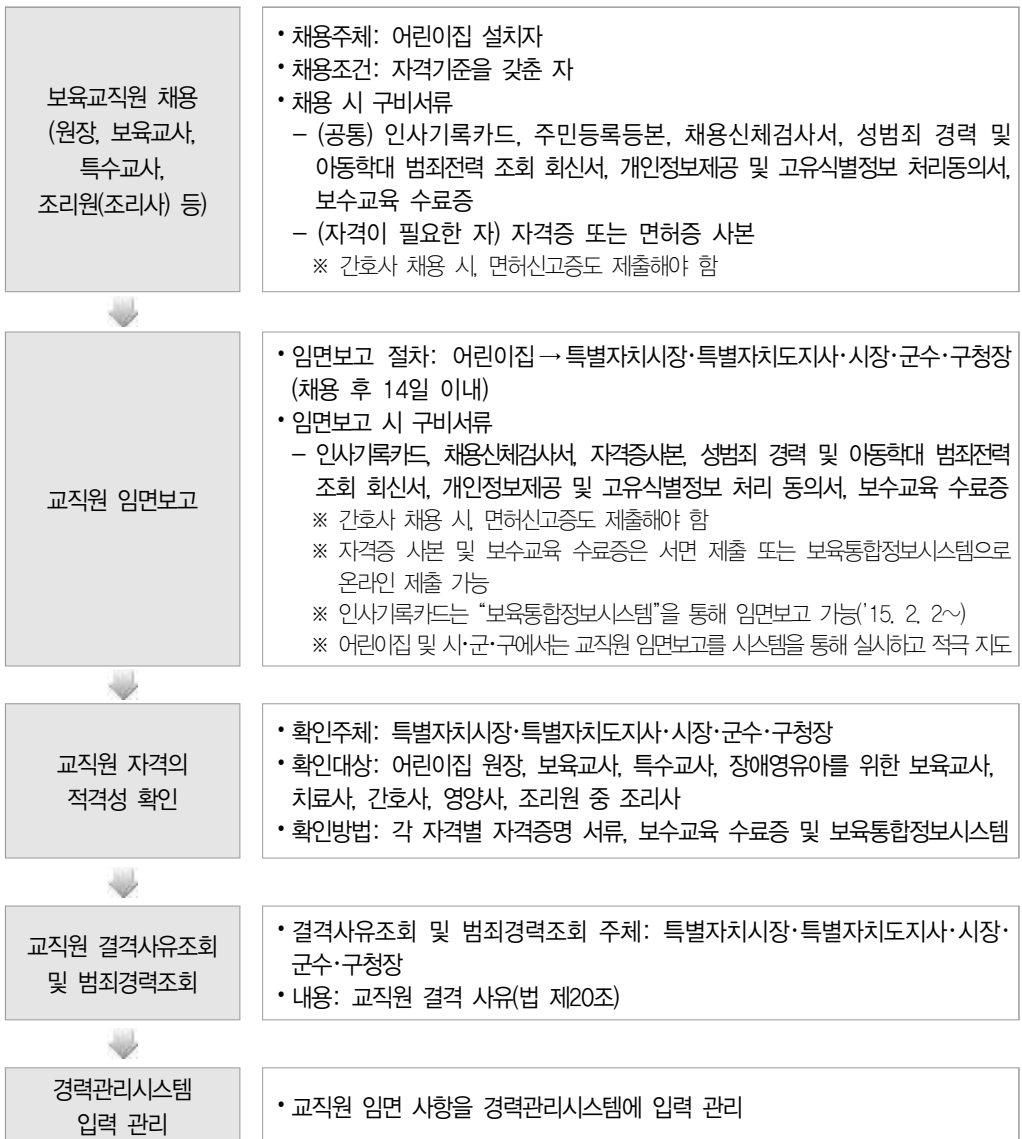 보육교직원 채용
(원장, 보육교사,
특수교사,
조리원(조리사) 등)
• 채용주체: 어린이집 설치자
• 채용조건: 자격기준을 갖춘 자
• 채용 시 구비서류
– (공통) 인사기록카드, 주민등록등본, 채용신체검사서, 성범죄 경력 및
아동학대 범죄전력 조회 회신서, 개인정보제공 및 고유식별정보 처리동의서,
보수교육 수료증
– (자격이 필요한 자) 자격증 또는 면허증 사본
※ 간호사 채용 시, 면허신고증도 제출해야 함
교직원 임면보고
• 임면보고 절차: 어린이집→특별자치시장·특별자치도지사·시장·군수·구청장
(채용 후 14일 이내)
• 임면보고 시 구비서류
– 인사기록카드, 채용신체검사서, 자격증사본, 성범죄 경력 및 아동학대 범죄전력
조회 회신서, 개인정보제공 및 고유식별정보 처리 동의서, 보수교육 수료증
※ 간호사 채용 시, 면허신고증도 제출해야 함
※ 자격증 사본 및 보수교육 수료증은 서면 제출 또는 보육통합정보시스템으로
온라인 제출 가능
※ 인사기록카드는 “보육통합정보시스템”을 통해 임면보고 가능('15. 2. 2~)
※ 어린이집 및 시·군·구에서는 교직원 임면보고를 시스템을 통해 실시하고 적극 지도
교직원 자격의
적격성 확인
• 확인주체: 특별자치시장·특별자치도지사·시장·군수·구청장
• 확인대상: 어린이집 원장, 보육교사, 특수교사, 장애영유아를 위한 보육교사,
치료사, 간호사, 영양사, 조리원 중 조리사
• 확인방법: 각 자격별 자격증명 서류, 보수교육 수료증 및 보육통합정보시스템
교직원 결격사유조회
및 범죄경력조회
• 결격사유조회 및 범죄경력조회 주체: 특별자치시장·특별자치도지사·시장·
군수·구청장
• 내용: 교직원 결격 사유(법 제20조)
경력관리시스템
입력 관리
• 교직원 임면 사항을 경력관리시스템에 입력 관리